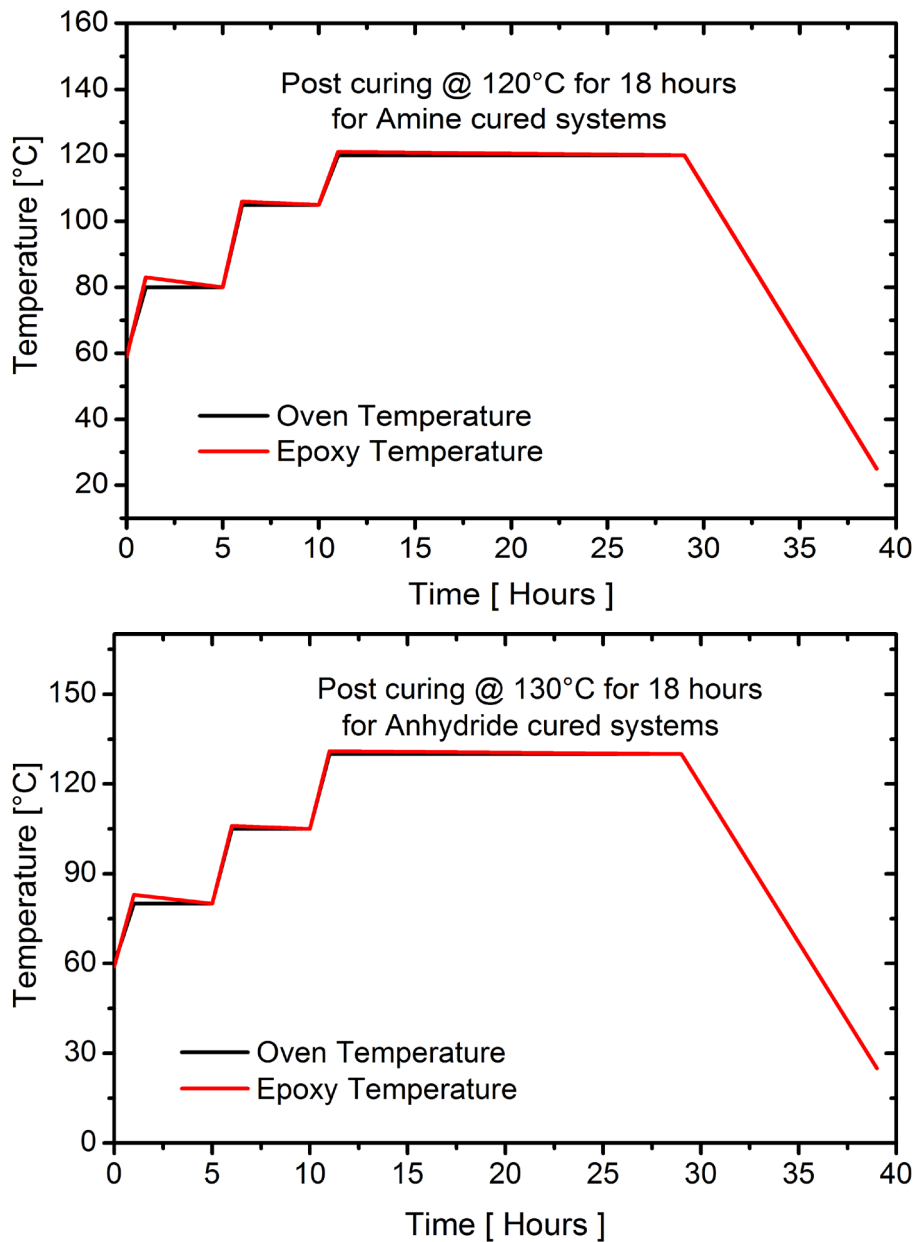 160
140
120
100
80
60
40
20
Temperature [°C]
Post curing @ 120°C for 18 hours
for Amine cured systems
Oven Temperature
Epoxy Temperature
0 5 10 15 20 25 30 35 40
Time [ Hours ]
150
120
90
60
30
0
Temperature [°C]
Post curing @ 130°C for 18 hours
for Anhydride cured systems
Oven Temperature
Epoxy Temperature
0 5 10 15 20 25 30 35 40
Time [ Hours ]